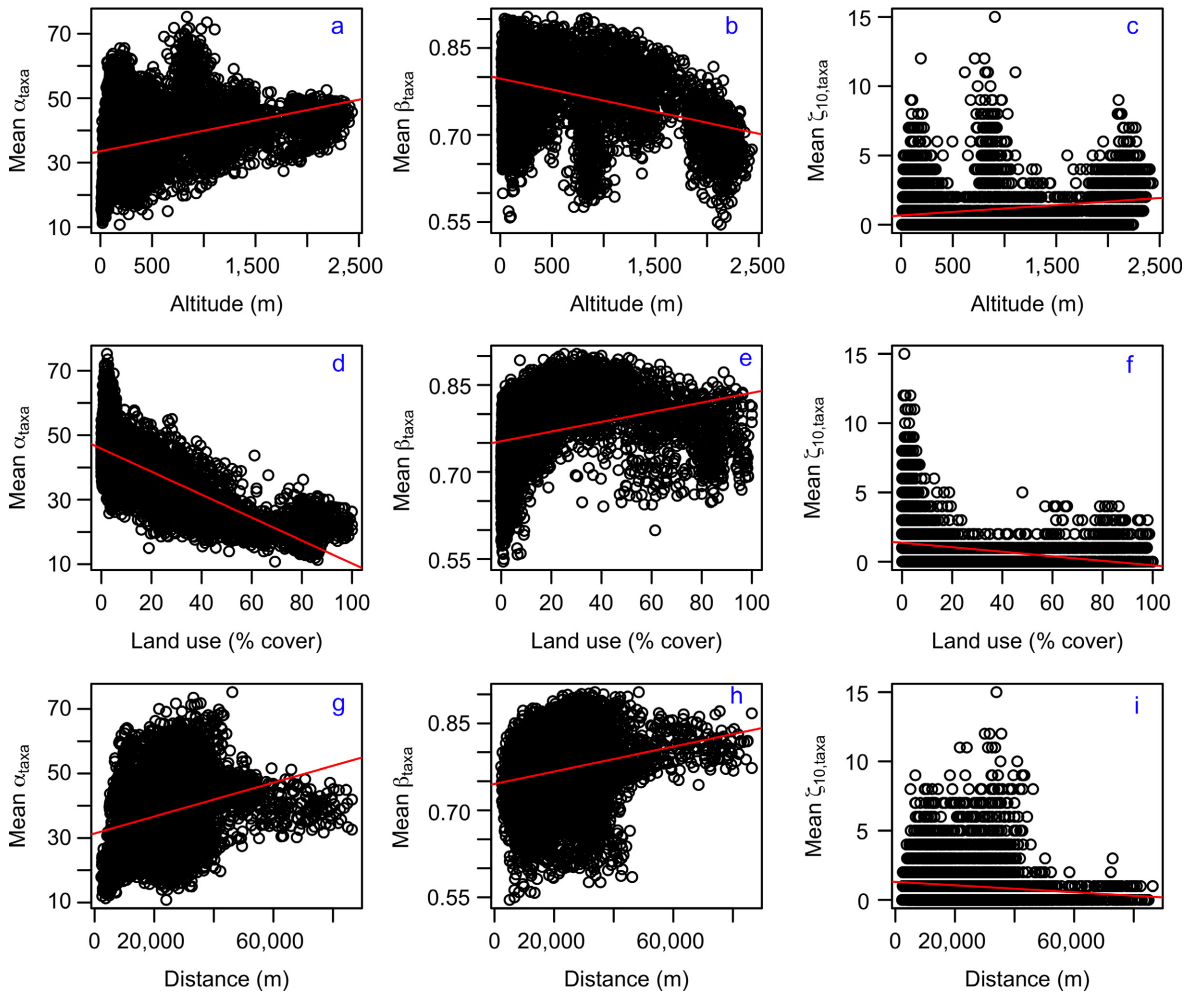 a
Mean αtaxa
70
50
30
10
0 500 1,500 2,500
Altitude (m)
b
Mean βtaxa
0.85
0.70
0.55
0 500 1,500 2,500
Altitude (m)
c
Mean ζ10,taxa
15
10
5
0
0 500 1,500 2,500
Altitude (m)
d
Mean αtaxa
70
50
30
10
0 20 40 60 80 100
Land use (% cover)
e
Mean βtaxa
0.85
0.70
0.55
0 20 40 60 80 100
Land use (% cover)
f
Mean ζ10,taxa
15
10
5
0
0 20 40 60 80 100
Land use (% cover)
g
Mean αtaxa
70
50
30
10
0 20,000 60,000
Distance (m)
h
Mean βtaxa
0.85
0.70
0.55
0 20,000 60,000
Distance (m)
i
Mean ζ10,taxa
15
10
5
0
0 20,000 60,000
Distance (m)